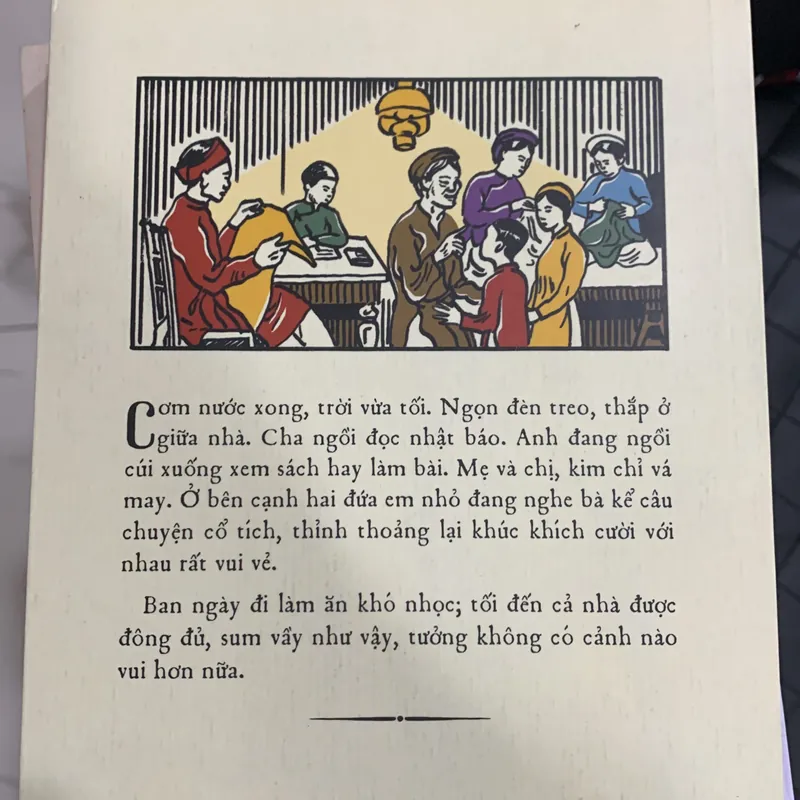 Cơm nước xong, trời vừa tối. Ngọn đèn treo, thắp ở
giữa nhà. Cha ngồi đọc nhật báo. Anh đang ngồi
cúi xuống xem sách hay làm bài. Mẹ và chị, kim chỉ vá
may. Ở bên cạnh hai đứa em nhỏ đang nghe bà kể câu
chuyện cổ tích, thỉnh thoảng lại khúc khích cười với
nhau rất vui vẻ.
Ban ngày đi làm ăn khó nhọc; tối đến cả nhà được
đông đủ, sum vầy như vậy, tưởng không có cảnh nào
vui hơn nữa.